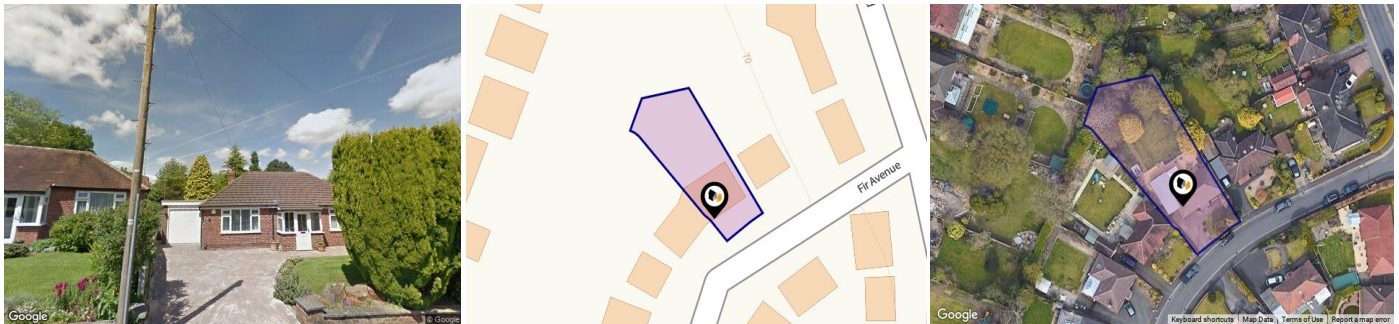 Google
© Google
70
Fir Avenue
Google
Keyboard shortcuts
Map Data
Terms of Use
Report a map error